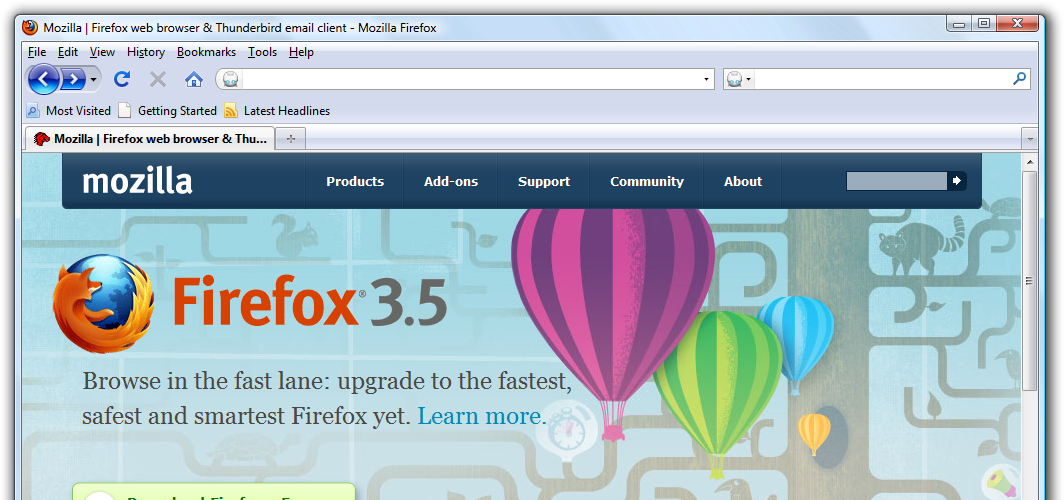 Mozilla | Firefox web browser & Thunderbird email client - Mozilla Firefox
File Edit View History Bookmarks Tools Help
Most Visited Getting Started Latest Headlines
Mozilla | Firefox web browser & Thu...
mozilla Products Add-ons Support Community About
Firefox® 3.5
Browse in the fast lane: upgrade to the fastest,
safest and smartest Firefox yet. Learn more.